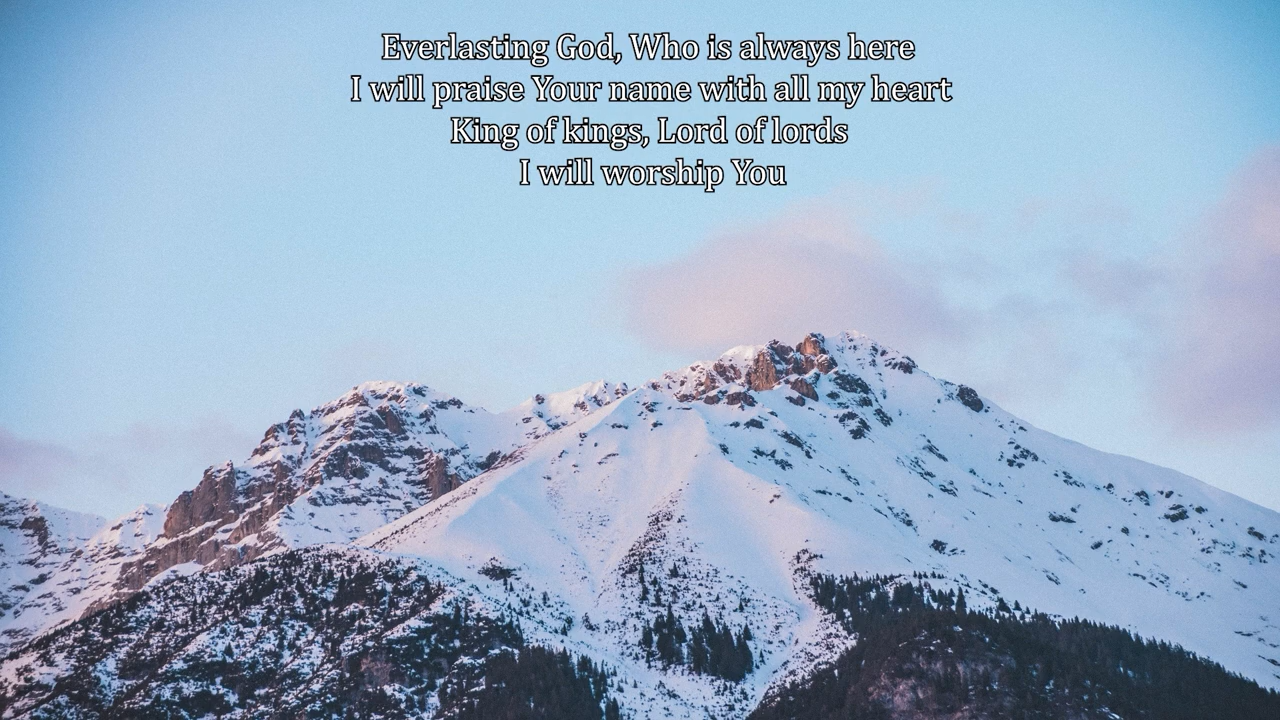 Everlasting God, Who is always here
I will praise Your name with all my heart
King of kings, Lord of lords
I will worship You